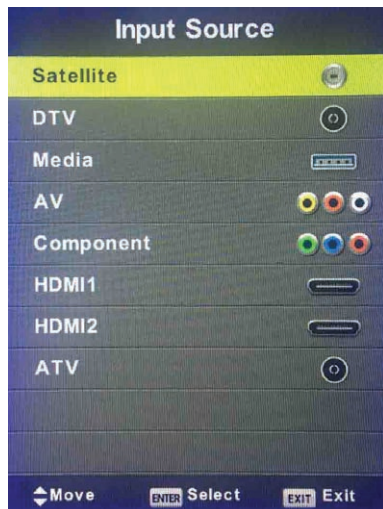 Input Source
Satellite
DTV
Media
AV
Component
HDMI1
HDMI2
ATV
Move ENTER Select EXIT Exit